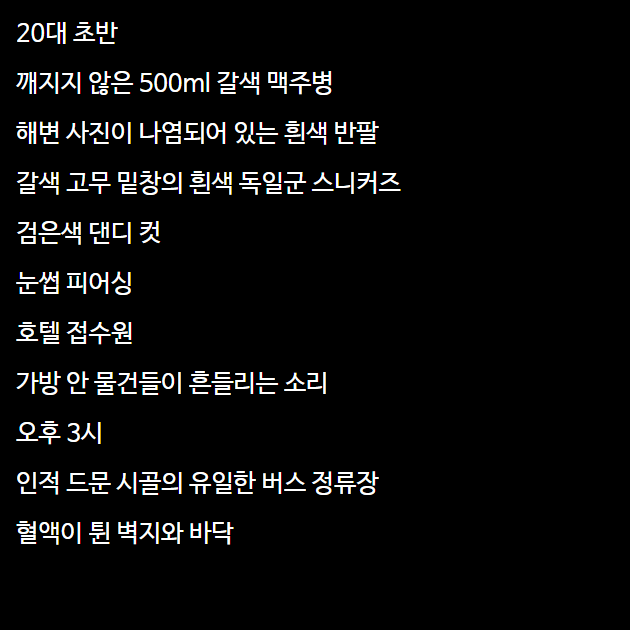 20대 초반
깨지지 않은 500ml 갈색 맥주병
해변 사진이 나염되어 있는 흰색 반팔
갈색 고무 밑창의 흰색 독일군 스니커즈
검은색 댄디 컷
눈썹 피어싱
호텔 접수원
가방 안 물건들이 흔들리는 소리
오후 3시
인적 드문 시골의 유일한 버스 정류장
혈액이 튄 벽지와 바닥